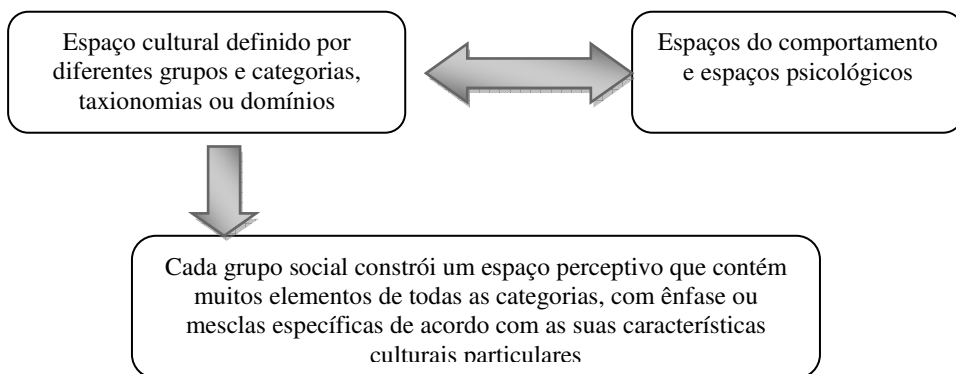 Espaço cultural definido por
diferentes grupos e categorias,
taxionomias ou domínios
Espaços do comportamento
e espaços psicológicos
Cada grupo social constrói um espaço perceptivo que contém
muitos elementos de todas as categorias, com ênfase ou
mesclas específicas de acordo com as suas características
culturais particulares